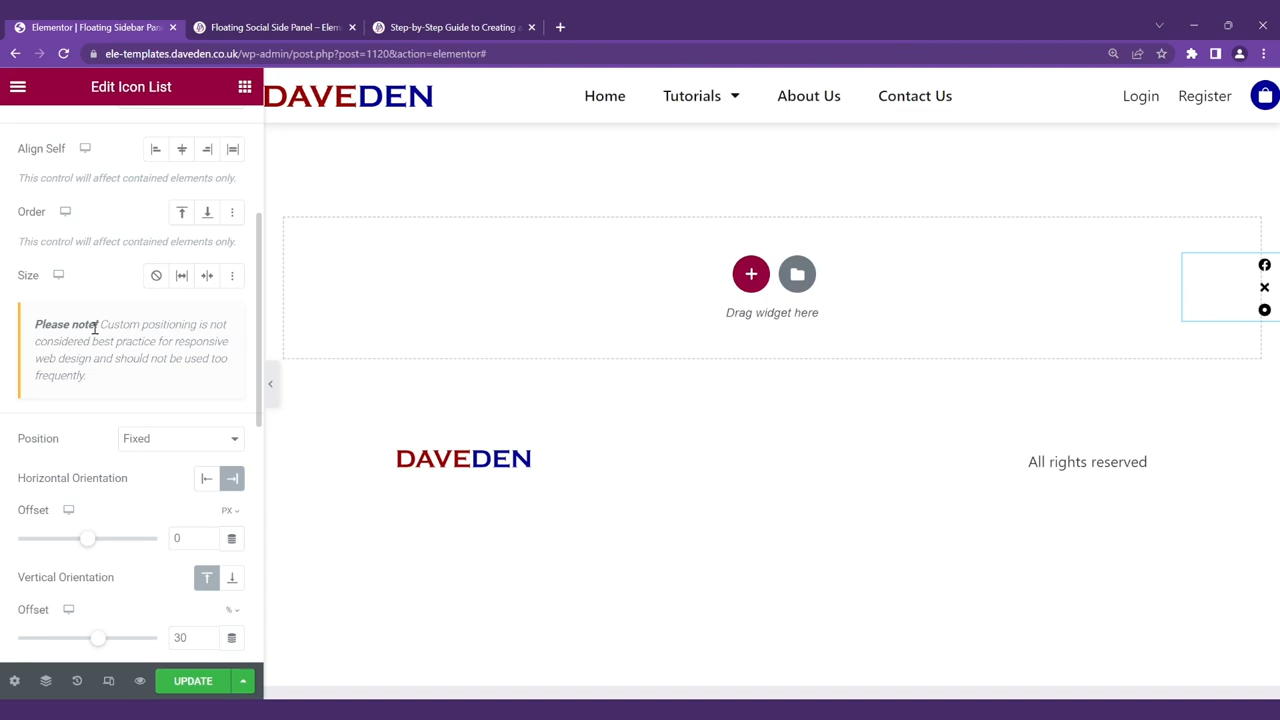 Elementor | Floating Sidebar Pan
Floating Social Side Panel – Elem
Step-by-Step Guide to Creating a
ele-templates.daveden.co.uk/wp-admin/post.php?post=1120&action=elementor#
Edit Icon List
DAVEDEN
Home
Tutorials
About Us
Contact Us
Login
Register
Align Self
This control will affect contained elements only.
Order
This control will affect contained elements only.
Size
Please note! Custom positioning is not
considered best practice for responsive
web design and should not be used too
frequently.
Drag widget here
Position
Fixed
Horizontal Orientation
Offset
PX
0
Vertical Orientation
Offset
%
30
DAVEDEN
All rights reserved
UPDATE